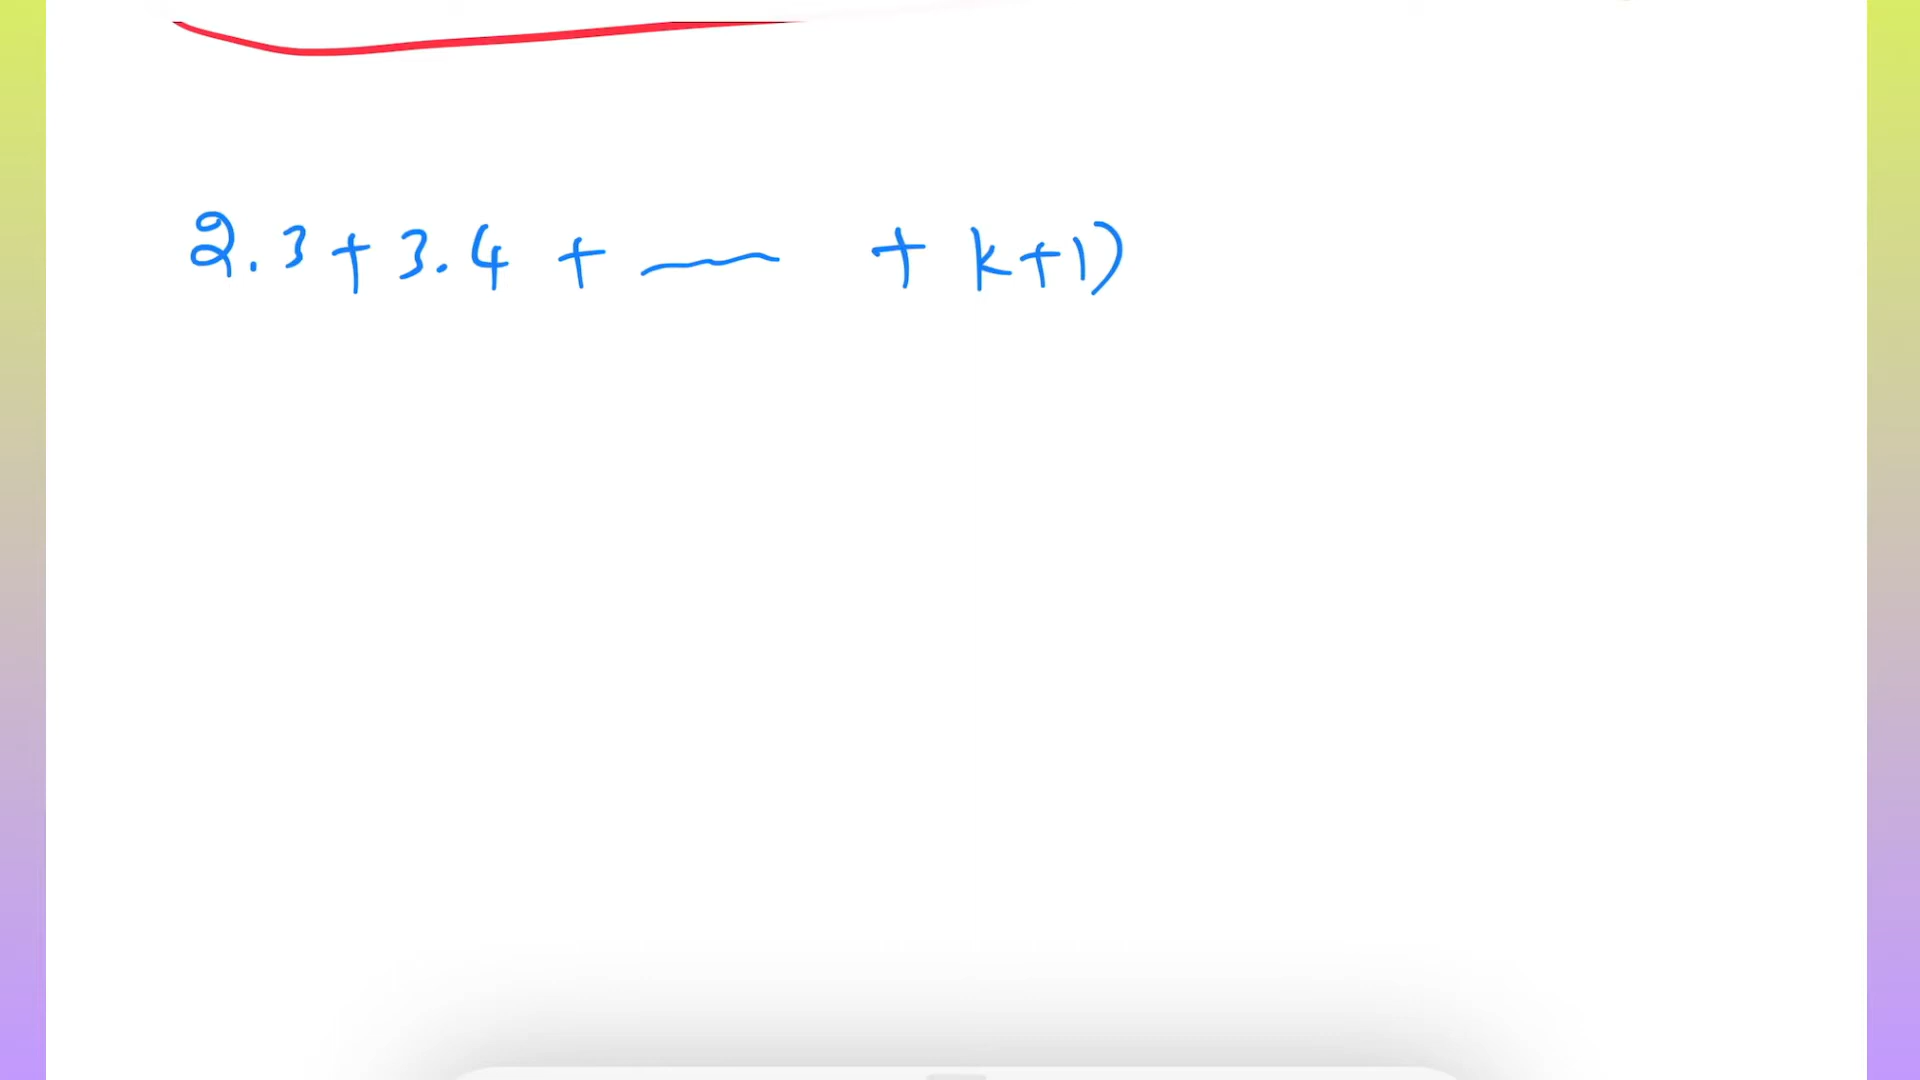 2.3+3.4 + ⁓ + k+1)